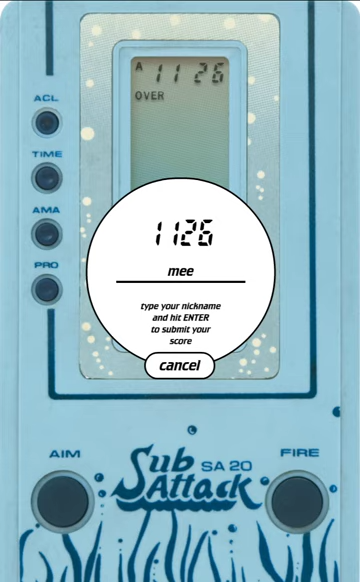 A 1126
OVER
ACL
TIME
AMA
PRO
1126
mee
type your nickname
and hit ENTER
to submit your
score
cancel
AIM
Sub
Attack
SA 20
FIRE